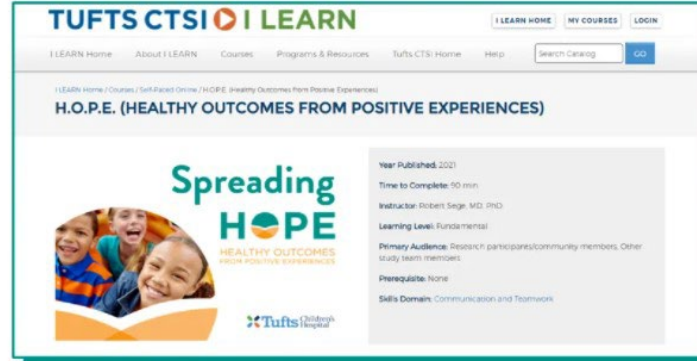 TUFTS CTSI I LEARN
I LEARN HOME MY COURSES LOGIN
I LEARN Home About I LEARN Courses Programs & Resources Tufts CTSI Home Help Search Catalog GO
I LEARN Home / Courses / Self-Paced Online / H.O.P.E. (Healthy Outcomes from Positive Experiences)
H.O.P.E. (HEALTHY OUTCOMES FROM POSITIVE EXPERIENCES)
Spreading
HOPE
HEALTHY OUTCOMES
FROM POSITIVE EXPERIENCES
Tufts Children's Hospital
Year Published: 2021
Time to Complete: 90 min
Instructor: Robert Sege, MD, PhD
Learning Level: Fundamental
Primary Audience: Research participants/community members, Other
study team members
Prerequisite: None
Skills Domain: Communication and Teamwork